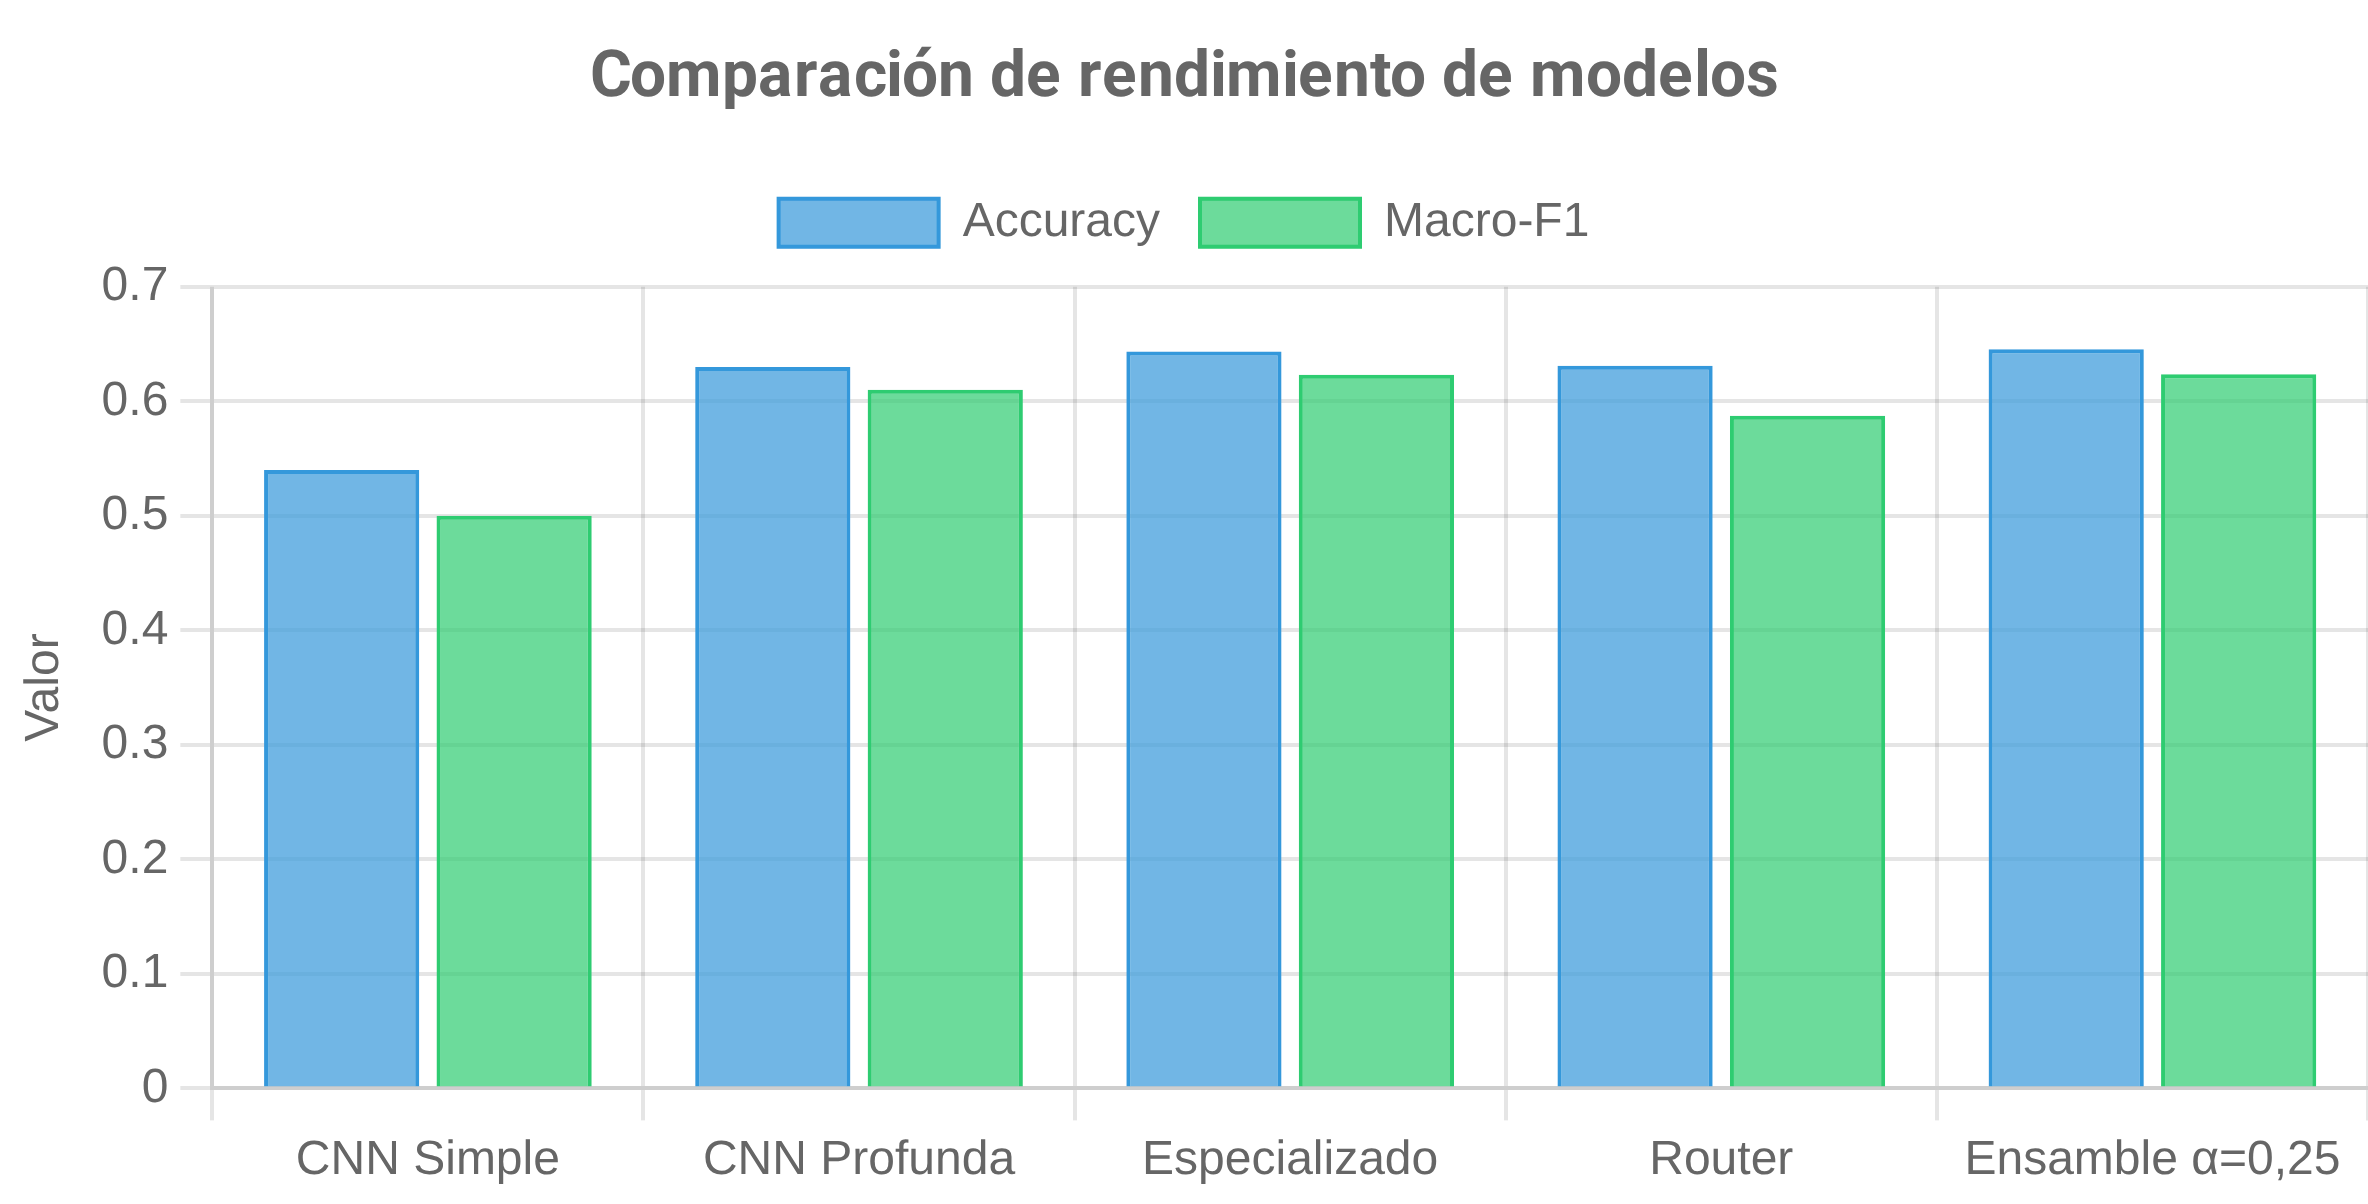 Comparación de rendimiento de modelos
Accuracy
Macro-F1
0.7
0.6
0.5
0.4
0.3
0.2
0.1
0
Valor
CNN Simple
CNN Profunda
Especializado
Router
Ensamble α=0,25